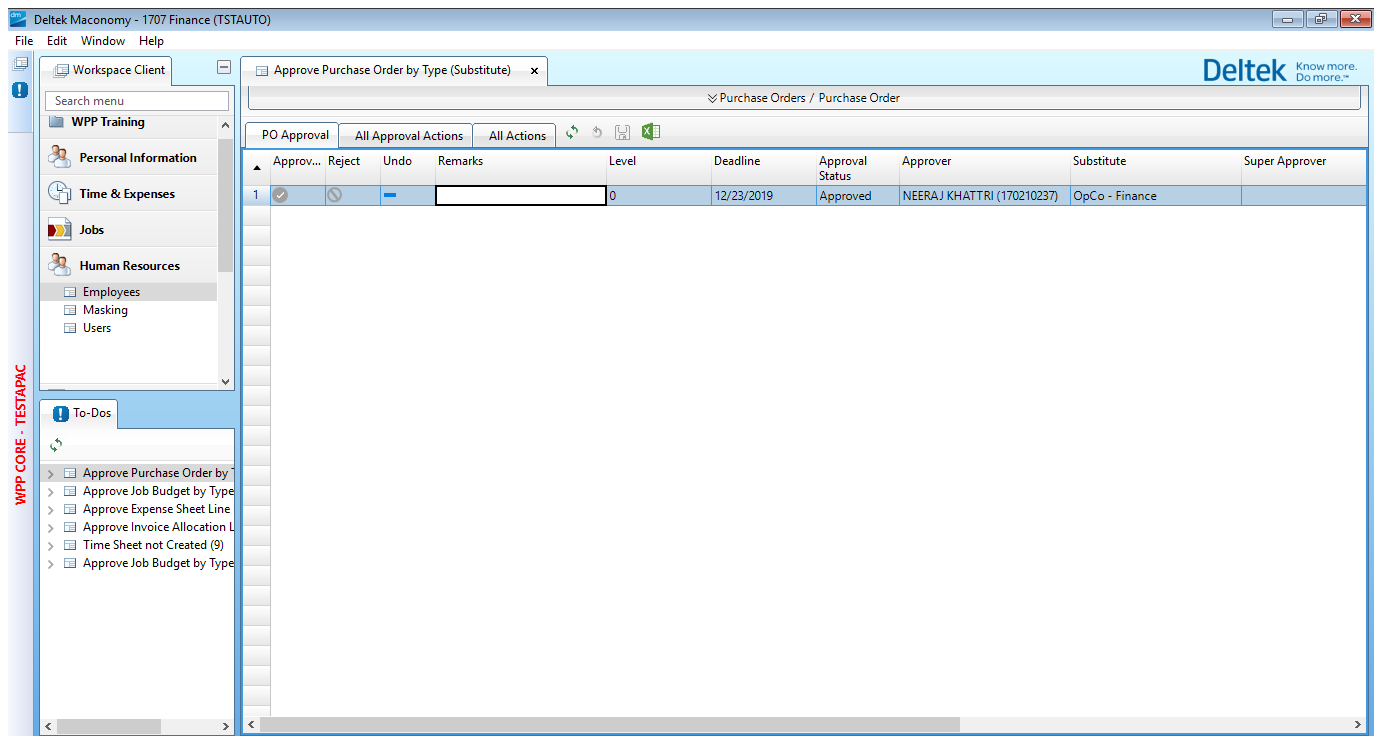 dm Deltek Maconomy - 1707 Finance (TSTAUTO)
File Edit Window Help
Workspace Client
Search menu
WPP Training
Personal Information
Time & Expenses
Jobs
Human Resources
Employees
Masking
Users
WPP CORE - TESTAPAC
To-Dos
Approve Purchase Order by T
Approve Job Budget by Type
Approve Expense Sheet Line
Approve Invoice Allocation L
Time Sheet not Created (9)
Approve Job Budget by Type
Approve Purchase Order by Type (Substitute)
Deltek Know more.
Do more.™
Purchase Orders / Purchase Order
PO Approval All Approval Actions All Actions
Approv... Reject Undo Remarks Level Deadline Approval Status Approver Substitute Super Approver
1 0 12/23/2019 Approved NEERAJ KHATTRI (170210237) OpCo - Finance